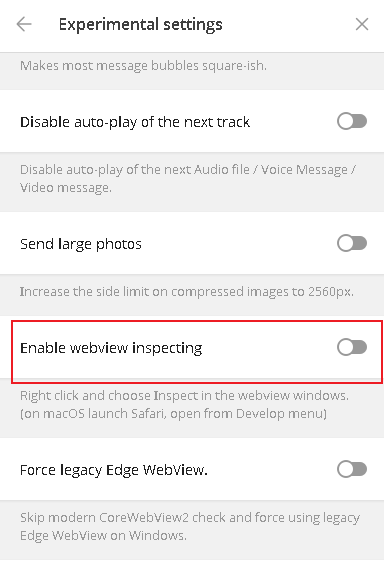 Experimental settings
Makes most message bubbles square-ish.
Disable auto-play of the next track
Disable auto-play of the next Audio file / Voice Message /
Video message.
Send large photos
Increase the side limit on compressed images to 2560px.
Enable webview inspecting
Right click and choose Inspect in the webview windows.
(on macOS launch Safari, open from Develop menu)
Force legacy Edge WebView.
Skip modern CoreWebView2 check and force using legacy
Edge WebView on Windows.